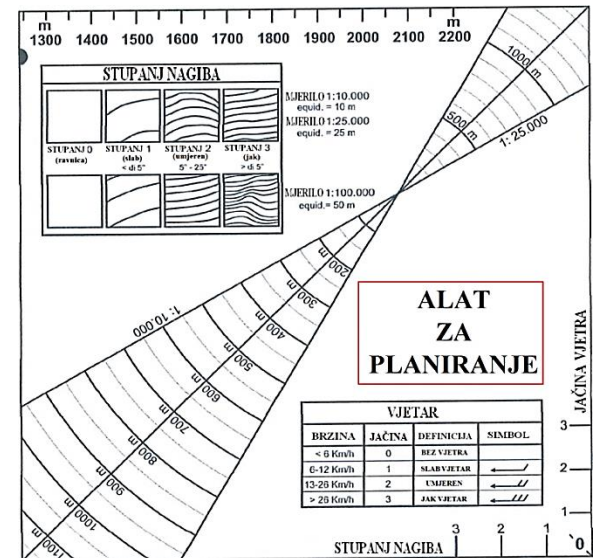 m
m
1300 1400 1500 1600 1700 1800 1900 2000 2100 2200
STUPANJ NAGIBA
STUPANJ 0 STUPANJ 1 STUPANJ 2 STUPANJ 3
(ravnica) (slab) (umjeren) (jak)
< di 5° 5° - 25° > di 5°
MJERILO 1:10.000
equid. = 10 m
MJERILO 1:25.000
equid. = 25 m
MJERILO 1:100.000
equid.= 50 m
1000 m
500 m
1: 25.000
1: 10.000
200 m
300 m
400 m
500 m
600 m
700 m
800 m
900 m
1000 m
1100 m
ALAT
ZA
PLANIRANJE
VJETAR
BRZINA JAČINA DEFINICIJA SIMBOL
< 6 Km/h 0 BEZ VJETRA
6-12 Km/h 1 SLAB VJETAR
13-26 Km/h 2 UMJEREN
> 26 Km/h 3 JAK VJETAR
JAČINA VJETRA
3
2
1
STUPANJ NAGIBA
3 2 1 0